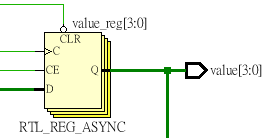 value_reg[3:0]
CLR
C
CE
Q
value[3:0]
D
RTL_REG_ASYNC